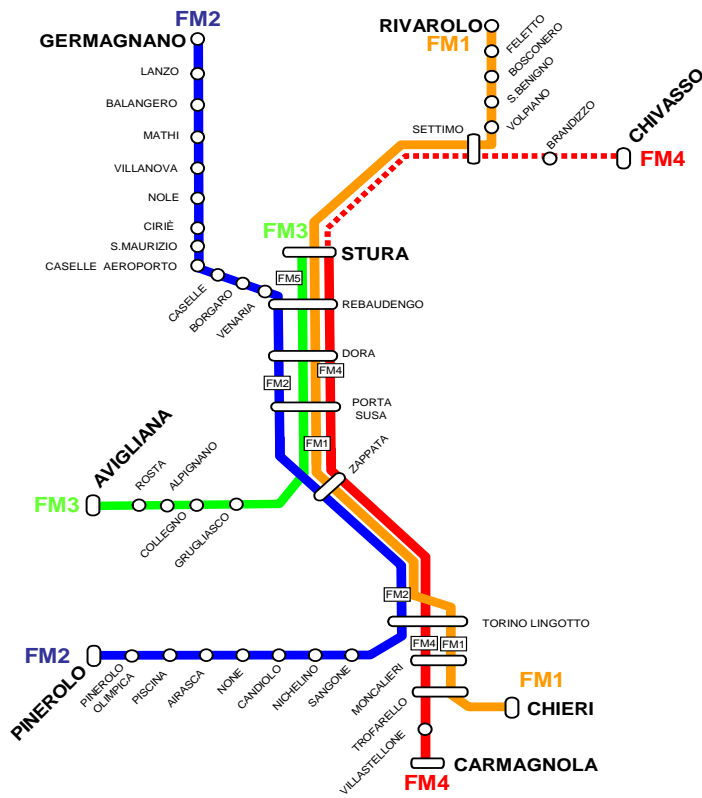 FM2
GERMAGNANO
LANZO
BALANGERO
MATHI
VILLANOVA
NOLE
CIRIÈ
S.MAURIZIO
CASELLE AEROPORTO
CASELLE
BORGARO
VENARIA
RIVAROLO
FM1
FELETTO
BOSCONERO
S.BENIGNO
VOLPIANO
SETTIMO
BRANDIZZO
CHIVASSO
FM4
FM3
STURA
FM5
REBAUDENGO
DORA
FM2
FM4
PORTA
SUSA
FM1
ZAPPATA
AVIGLIANA
FM3
ROSTA
ALPIGNANO
COLLEGNO
GRUGLIASCO
FM2
TORINO LINGOTTO
FM4
FM1
FM2
PINEROLO
PINEROLO
OLIMPICA
PISCINA
AIRASCA
NONE
CANDIOLO
NICHELINO
SANGONE
MONCALIERI
TROFARELLO
VILLASTELLONE
FM1
CHIERI
CARMAGNOLA
FM4